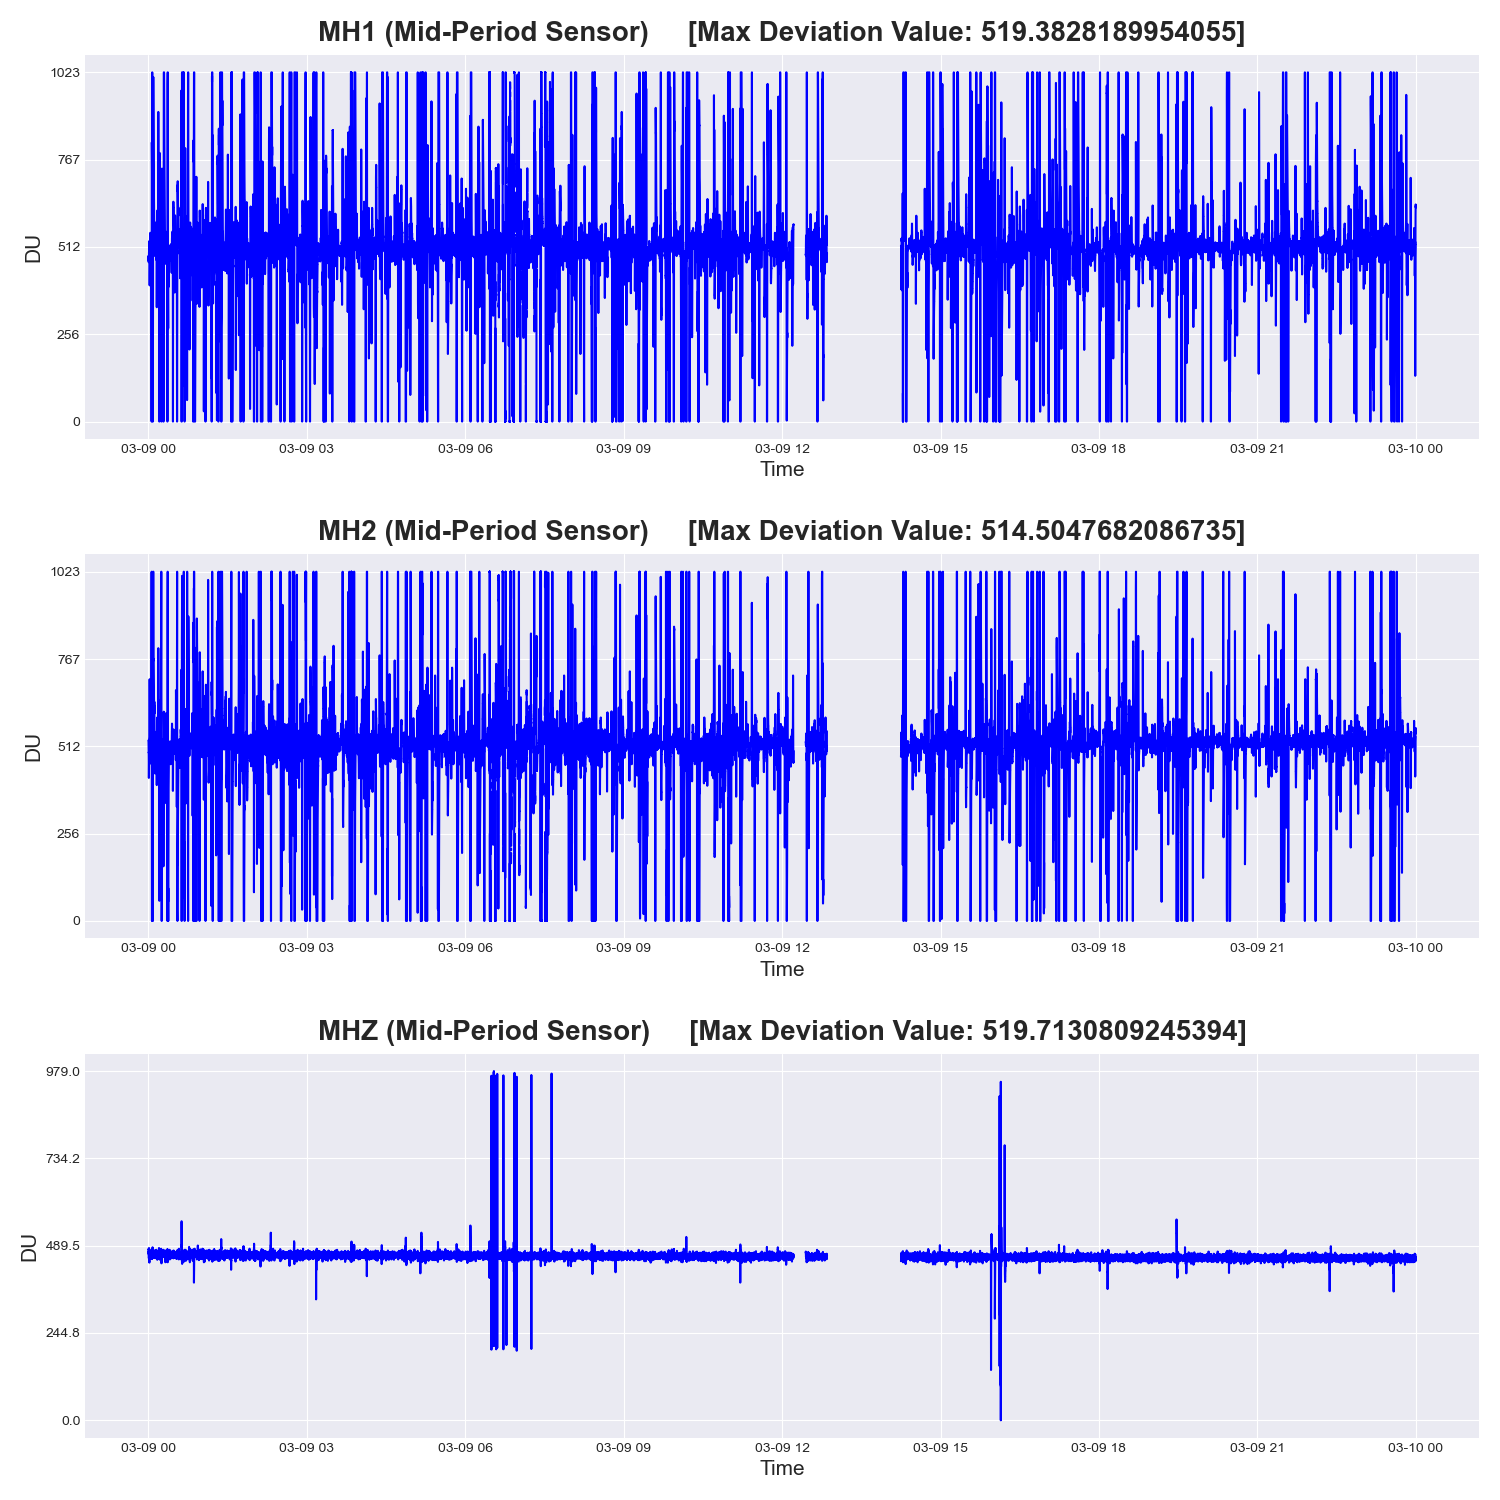 MH1 (Mid-Period Sensor) [Max Deviation Value: 519.3828189954055]
1023
767
512
256
0
DU
03-09 00 03-09 03 03-09 06 03-09 09 03-09 12 03-09 15 03-09 18 03-09 21 03-10 00
Time
MH2 (Mid-Period Sensor) [Max Deviation Value: 514.5047682086735]
1023
767
512
256
0
DU
03-09 00 03-09 03 03-09 06 03-09 09 03-09 12 03-09 15 03-09 18 03-09 21 03-10 00
Time
MHZ (Mid-Period Sensor) [Max Deviation Value: 519.7130809245394]
979.0
734.2
489.5
244.8
0.0
DU
03-09 00 03-09 03 03-09 06 03-09 09 03-09 12 03-09 15 03-09 18 03-09 21 03-10 00
Time